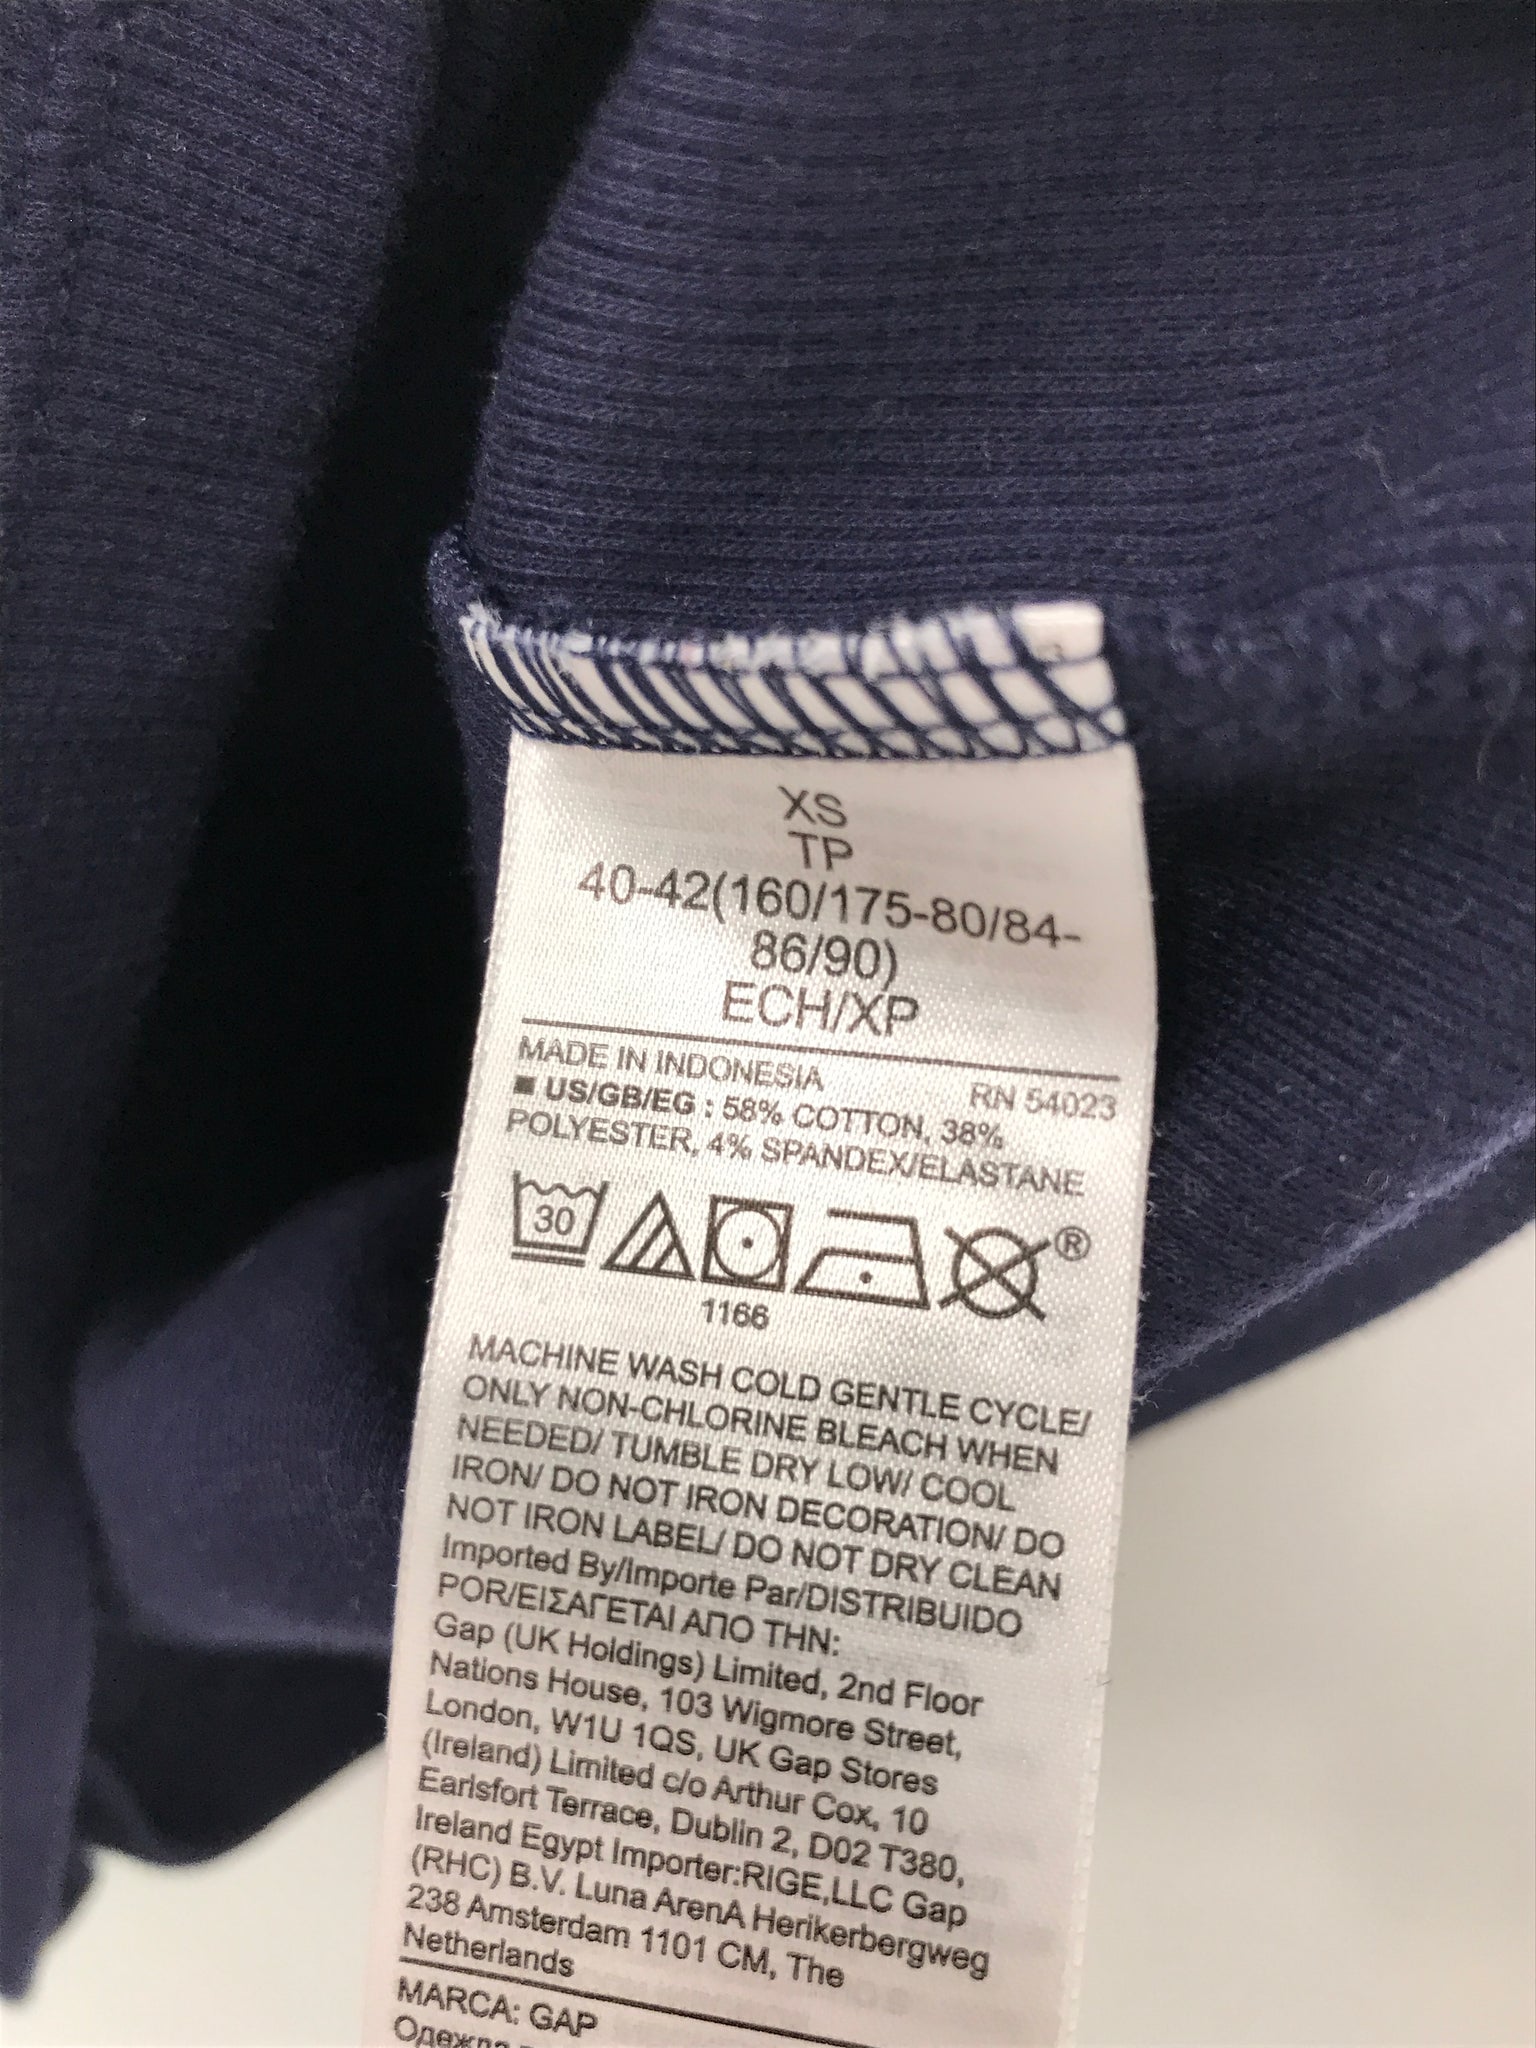 XS
TP
40-42(160/175-80/84-
86/90)
ECH/XP
MADE IN INDONESIA RN 54023
■ US/GB/EG : 58% COTTON, 38%
POLYESTER, 4% SPANDEX/ELASTANE
30
®
1166
MACHINE WASH COLD GENTLE CYCLE/
ONLY NON-CHLORINE BLEACH WHEN
NEEDED/ TUMBLE DRY LOW/ COOL
IRON/ DO NOT IRON DECORATION/ DO
NOT IRON LABEL/ DO NOT DRY CLEAN
Imported By/Importe Par/DISTRIBUIDO
POR/ΕΙΣΑΓΕΤΑΙ ΑΠΟ ΤΗΝ:
Gap (UK Holdings) Limited, 2nd Floor
Nations House, 103 Wigmore Street,
London, W1U 1QS, UK Gap Stores
(Ireland) Limited c/o Arthur Cox, 10
Earlsfort Terrace, Dublin 2, D02 T380,
Ireland Egypt Importer:RIGE,LLC Gap
(RHC) B.V. Luna ArenA Herikerbergweg
238 Amsterdam 1101 CM, The
Netherlands
MARCA: GAP
Одежда